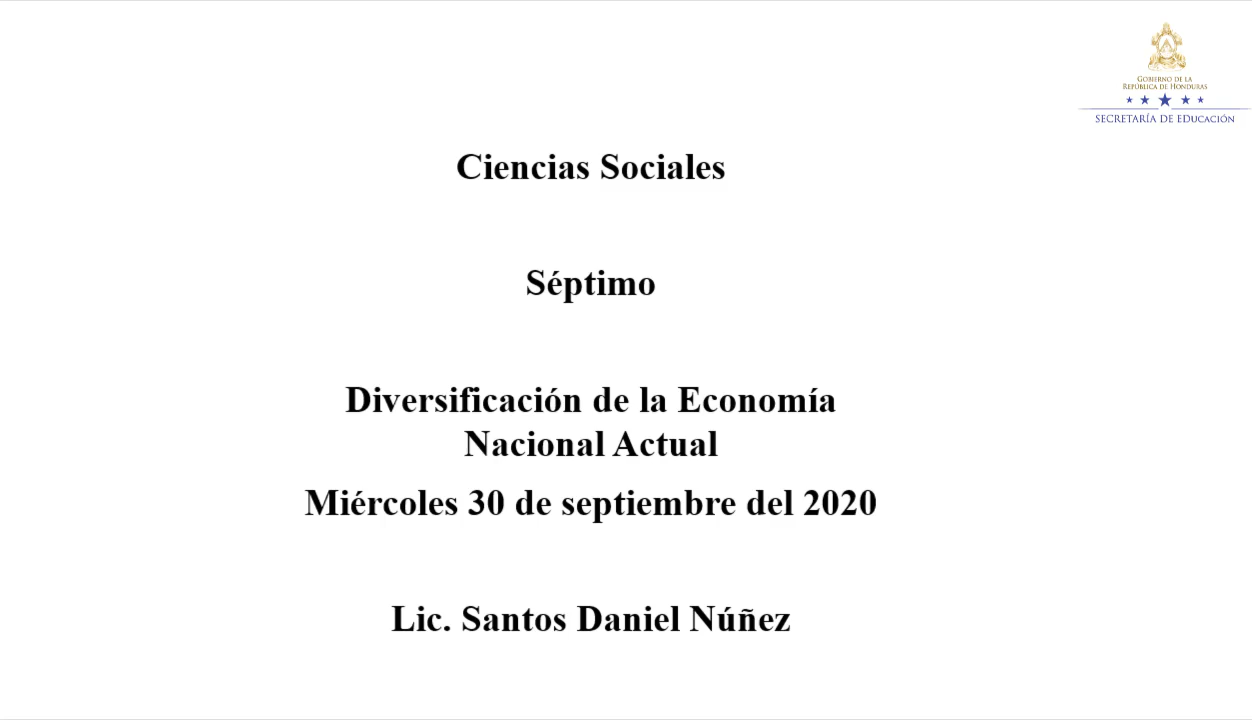 GOBIERNO DE LA
REPÚBLICA DE HONDURAS
SECRETARÍA DE EDUCACIÓN
Ciencias Sociales
Séptimo
Diversificación de la Economía
Nacional Actual
Miércoles 30 de septiembre del 2020
Lic. Santos Daniel Núñez